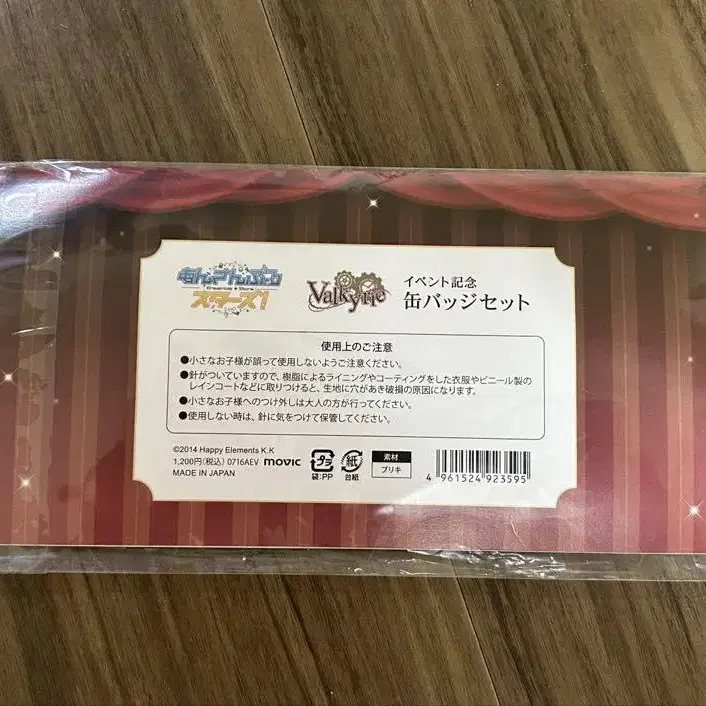 あんさんぶる
Ensemble★Stars
スターズ!
Valkyrie
イベント記念
缶バッジセット
使用上のご注意
●小さなお子様が誤って使用しないようご注意ください。
●針がついていますので、樹脂によるライニングやコーティングをした衣服やビニール製の
レインコートなどに取りつけると、生地に穴があき破損の原因になります。
●小さなお子様へのつけ外しは大人の方が行ってください。
●使用しない時は、針に気をつけて保管してください。
©2014 Happy Elements K.K
1,200円(税込) 0716AEV movic
MADE IN JAPAN
プラ
袋:PP
紙
台紙
素材
ブリキ
4 961524 923595